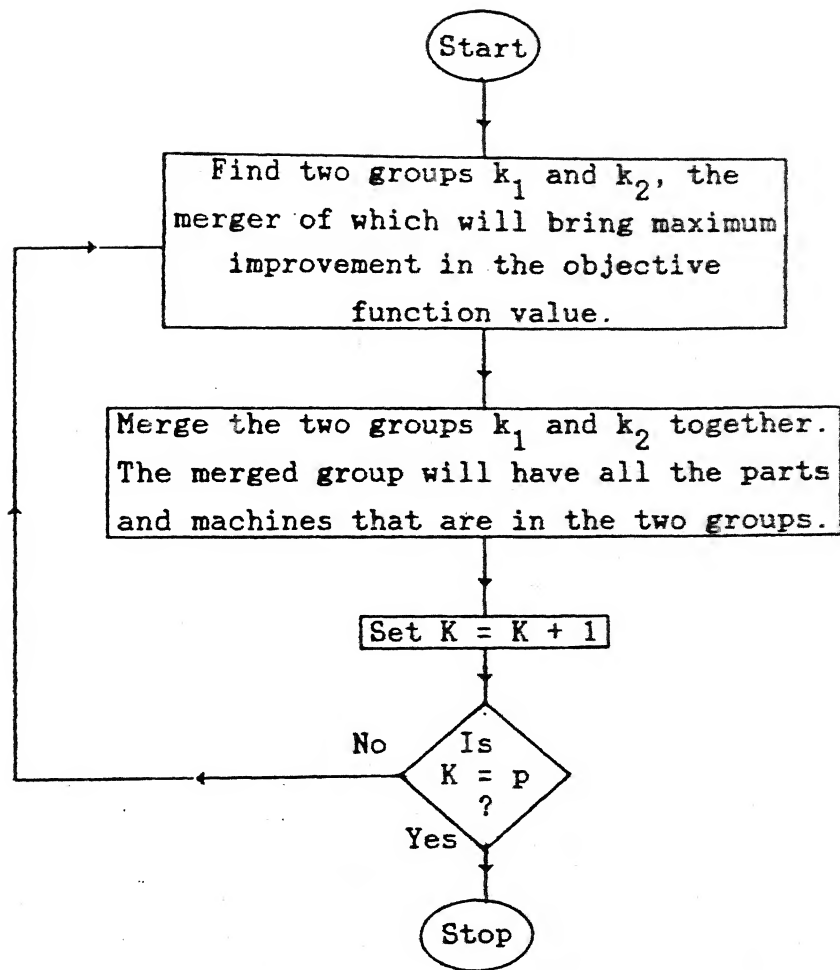 Start
Find two groups k₁ and k₂, the
merger of which will bring maximum
improvement in the objective
function value.
Merge the two groups k₁ and k₂ together.
The merged group will have all the parts
and machines that are in the two groups.
Set K = K + 1
No
Is
K = p
?
Yes
Stop